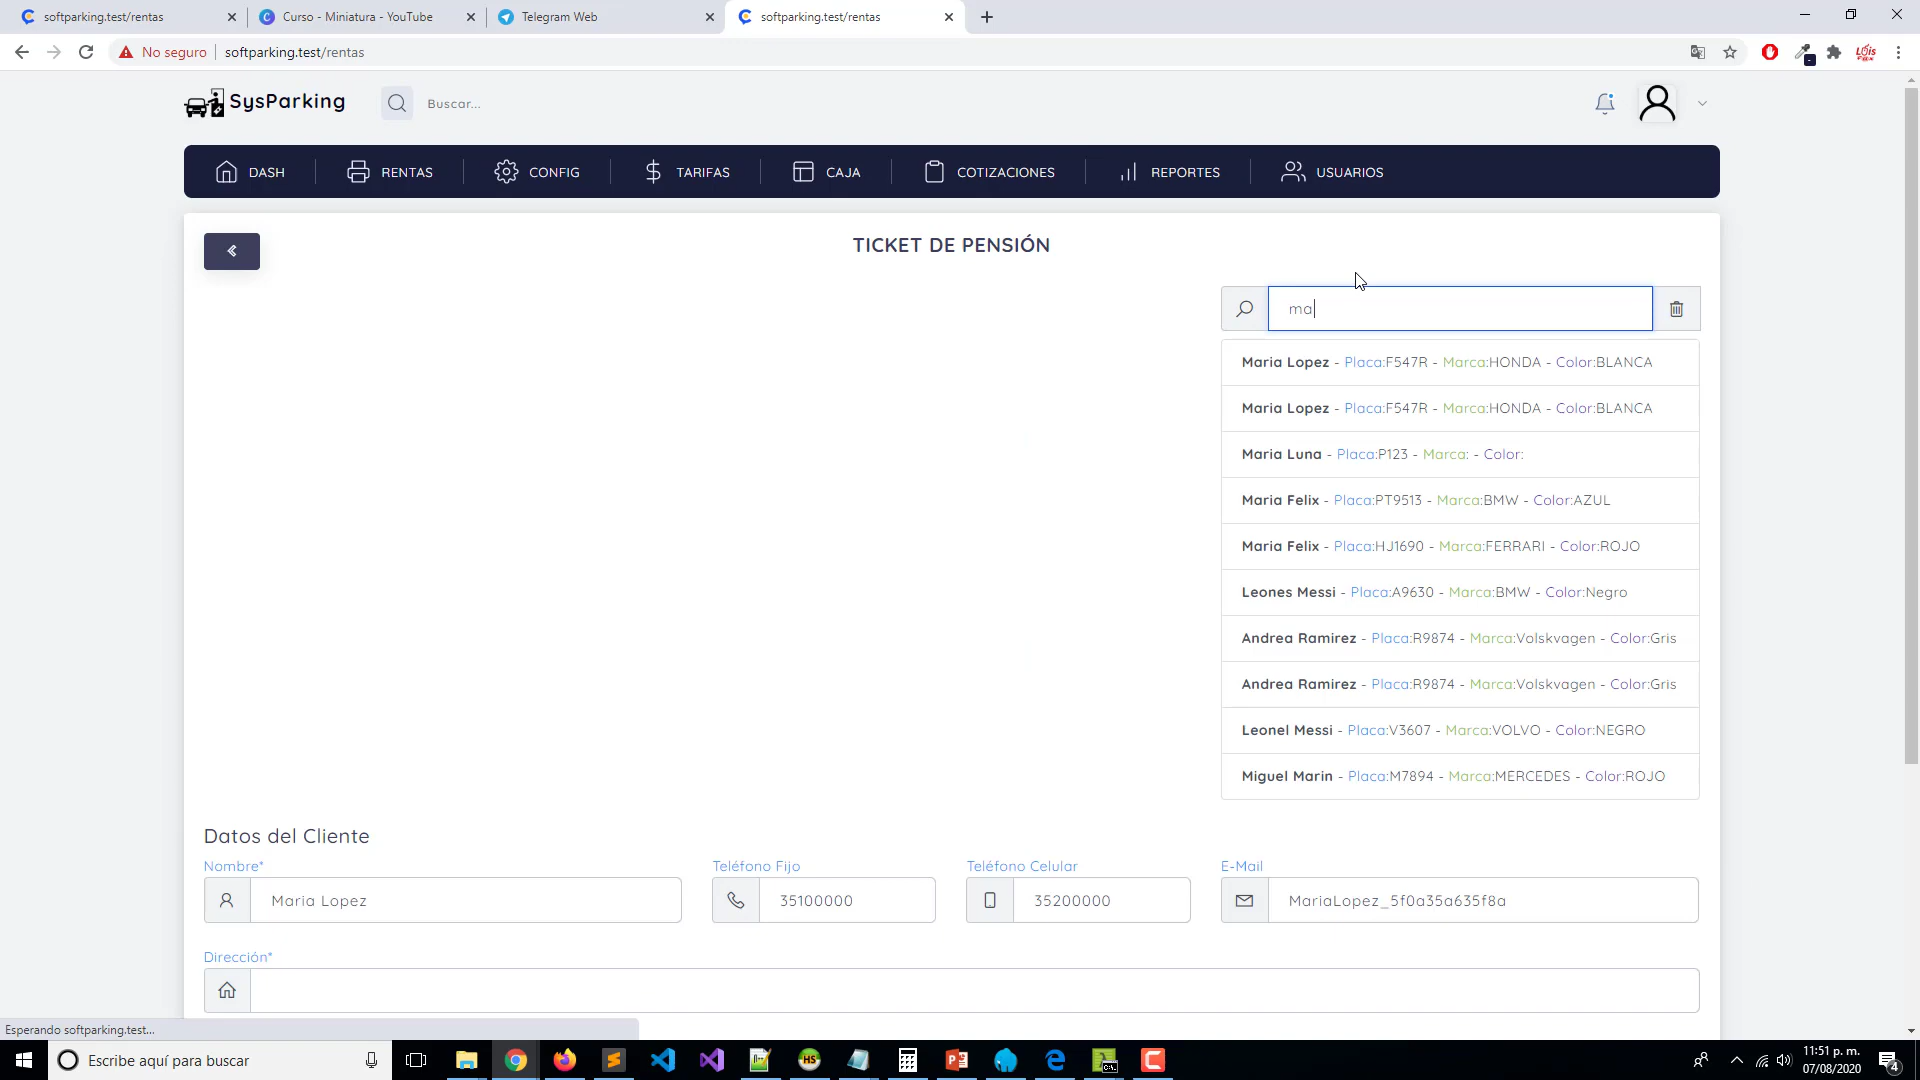 softparking.test/rentas
Curso - Miniatura - YouTube
Telegram Web
softparking.test/rentas
No seguro
softparking.test/rentas
SysParking
Buscar...
DASH
RENTAS
CONFIG
TARIFAS
CAJA
COTIZACIONES
REPORTES
USUARIOS
TICKET DE PENSIÓN
ma
Maria Lopez - Placa:F547R - Marca:HONDA - Color:BLANCA
Maria Lopez - Placa:F547R - Marca:HONDA - Color:BLANCA
Maria Luna - Placa:P123 - Marca: - Color:
Maria Felix - Placa:PT9513 - Marca:BMW - Color:AZUL
Maria Felix - Placa:HJ1690 - Marca:FERRARI - Color:ROJO
Leones Messi - Placa:A9630 - Marca:BMW - Color:Negro
Andrea Ramirez - Placa:R9874 - Marca:Volskvagen - Color:Gris
Andrea Ramirez - Placa:R9874 - Marca:Volskvagen - Color:Gris
Leonel Messi - Placa:V3607 - Marca:VOLVO - Color:NEGRO
Miguel Marin - Placa:M7894 - Marca:MERCEDES - Color:ROJO
Datos del Cliente
Nombre*
Teléfono Fijo
Teléfono Celular
E-Mail
Maria Lopez
35100000
35200000
MariaLopez_5f0a35a635f8a
Dirección*
Esperando softparking.test...
Escribe aquí para buscar
11:51 p. m.
07/08/2020
4